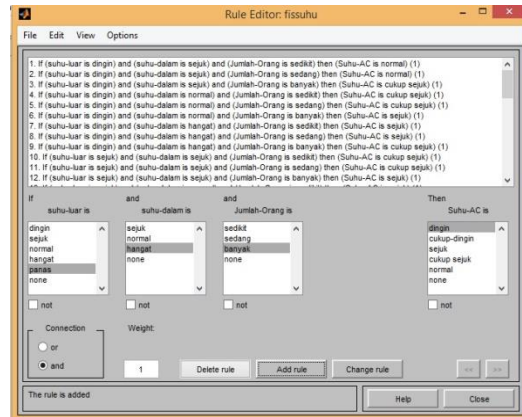 Rule Editor: fissuhu
File Edit View Options
1. If (suhu-luar is dingin) and (suhu-dalam is sejuk) and (Jumlah-Orang is sedikit) then (Suhu-AC is normal) (1)
2. If (suhu-luar is dingin) and (suhu-dalam is sejuk) and (Jumlah-Orang is sedang) then (Suhu-AC is normal) (1)
3. If (suhu-luar is dingin) and (suhu-dalam is sejuk) and (Jumlah-Orang is banyak) then (Suhu-AC is cukup sejuk) (1)
4. If (suhu-luar is dingin) and (suhu-dalam is normal) and (Jumlah-Orang is sedikit) then (Suhu-AC is cukup sejuk) (1)
5. If (suhu-luar is dingin) and (suhu-dalam is normal) and (Jumlah-Orang is sedang) then (Suhu-AC is cukup sejuk) (1)
6. If (suhu-luar is dingin) and (suhu-dalam is normal) and (Jumlah-Orang is banyak) then (Suhu-AC is sejuk) (1)
7. If (suhu-luar is dingin) and (suhu-dalam is hangat) and (Jumlah-Orang is sedikit) then (Suhu-AC is sejuk) (1)
8. If (suhu-luar is dingin) and (suhu-dalam is hangat) and (Jumlah-Orang is sedang) then (Suhu-AC is sejuk) (1)
9. If (suhu-luar is dingin) and (suhu-dalam is hangat) and (Jumlah-Orang is banyak) then (Suhu-AC is cukup sejuk) (1)
10. If (suhu-luar is sejuk) and (suhu-dalam is sejuk) and (Jumlah-Orang is sedikit) then (Suhu-AC is cukup sejuk) (1)
11. If (suhu-luar is sejuk) and (suhu-dalam is sejuk) and (Jumlah-Orang is sedang) then (Suhu-AC is cukup sejuk) (1)
12. If (suhu-luar is sejuk) and (suhu-dalam is sejuk) and (Jumlah-Orang is banyak) then (Suhu-AC is sejuk) (1)
If and and Then
suhu-luar is suhu-dalam is Jumlah-Orang is Suhu-AC is
dingin sejuk sedikit dingin
sejuk normal sedang cukup-dingin
normal hangat banyak sejuk
hangat none none cukup sejuk
panas normal
none none
not not not not
Connection Weight:
or
and 1 Delete rule Add rule Change rule << >>
The rule is added Help Close